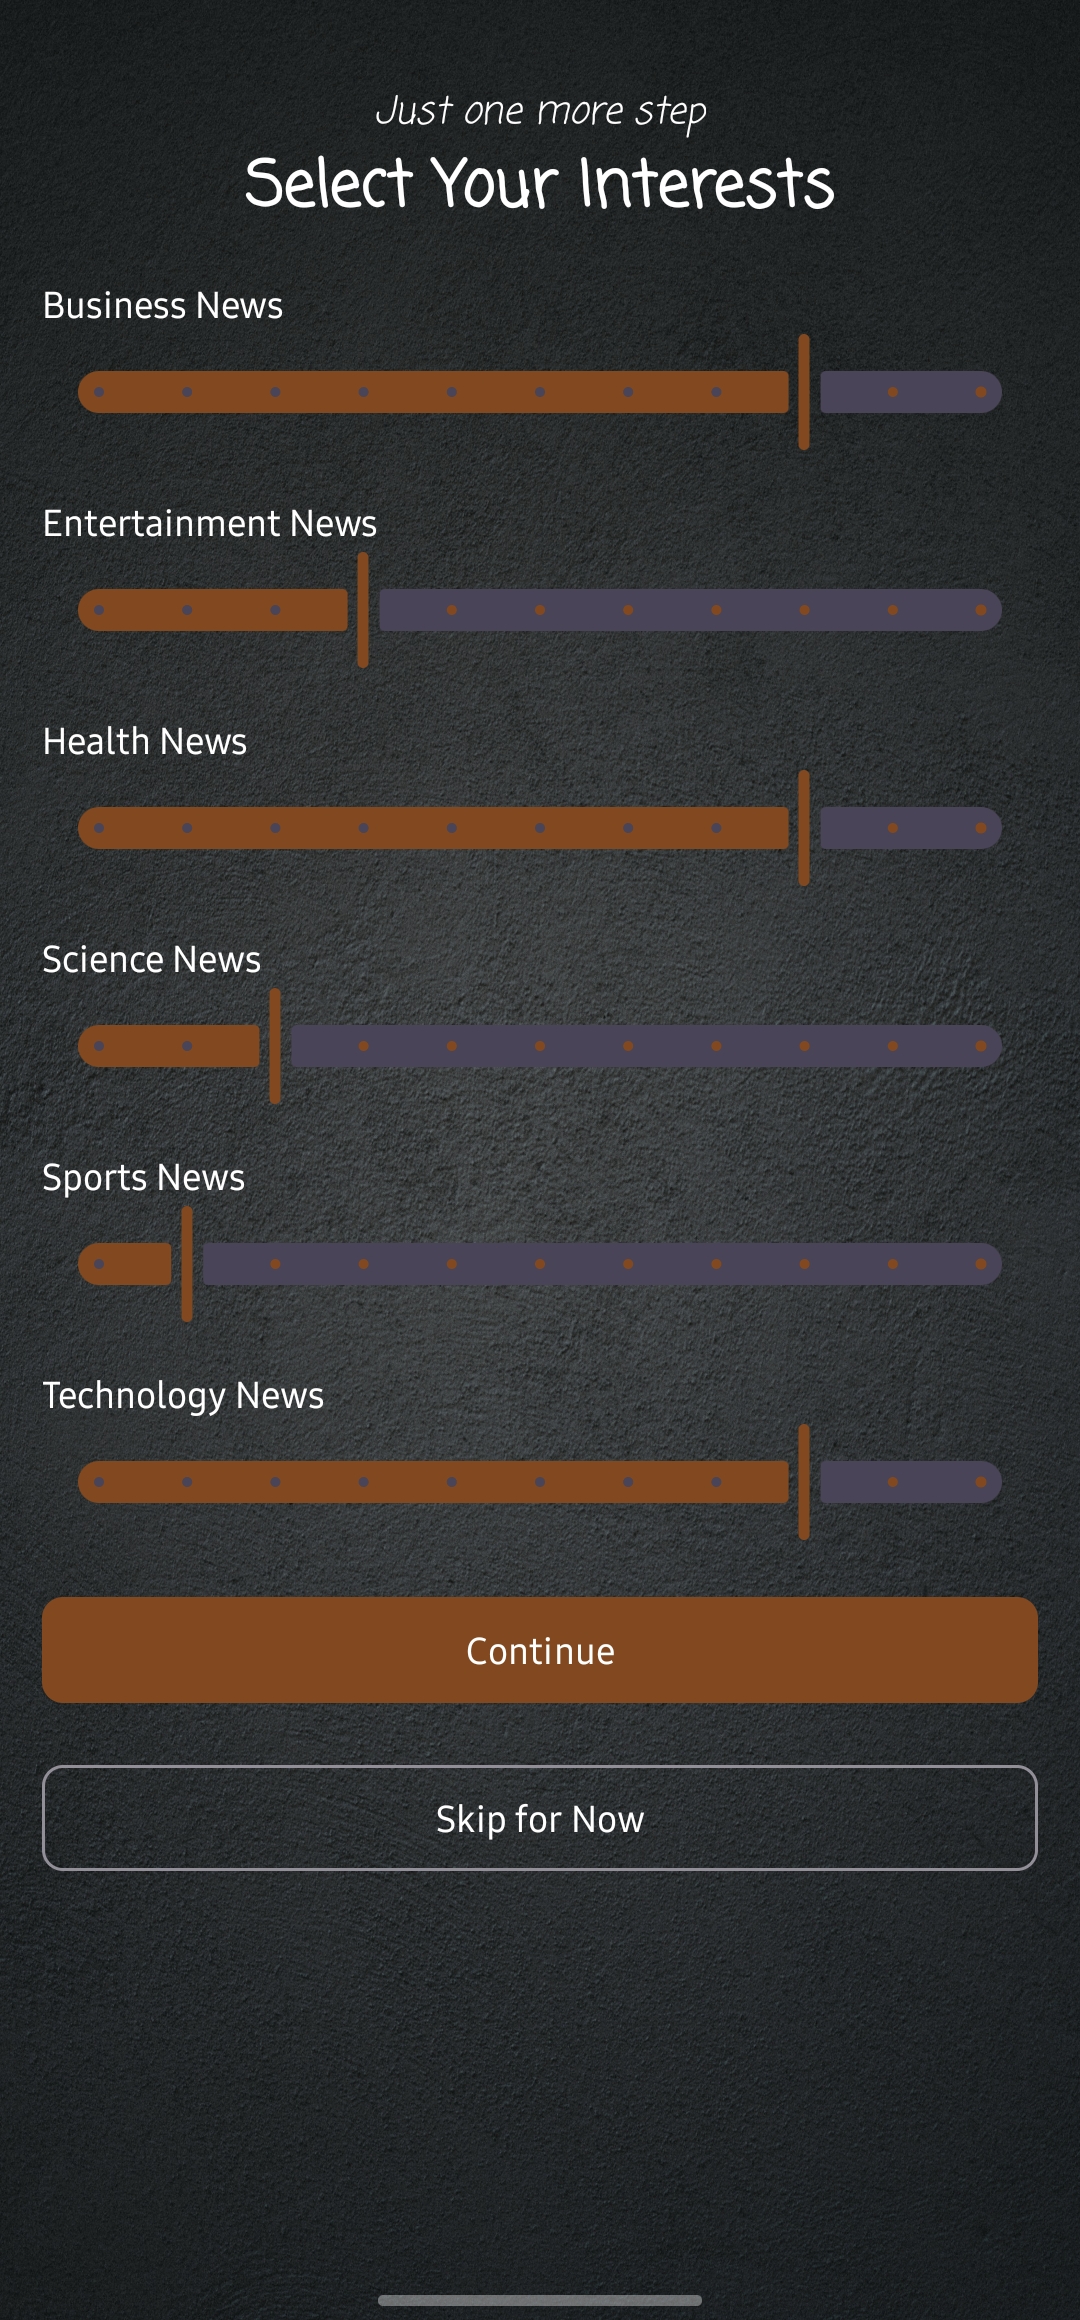 Just one more step
Select Your Interests
Business News
Entertainment News
Health News
Science News
Sports News
Technology News
Continue
Skip for Now